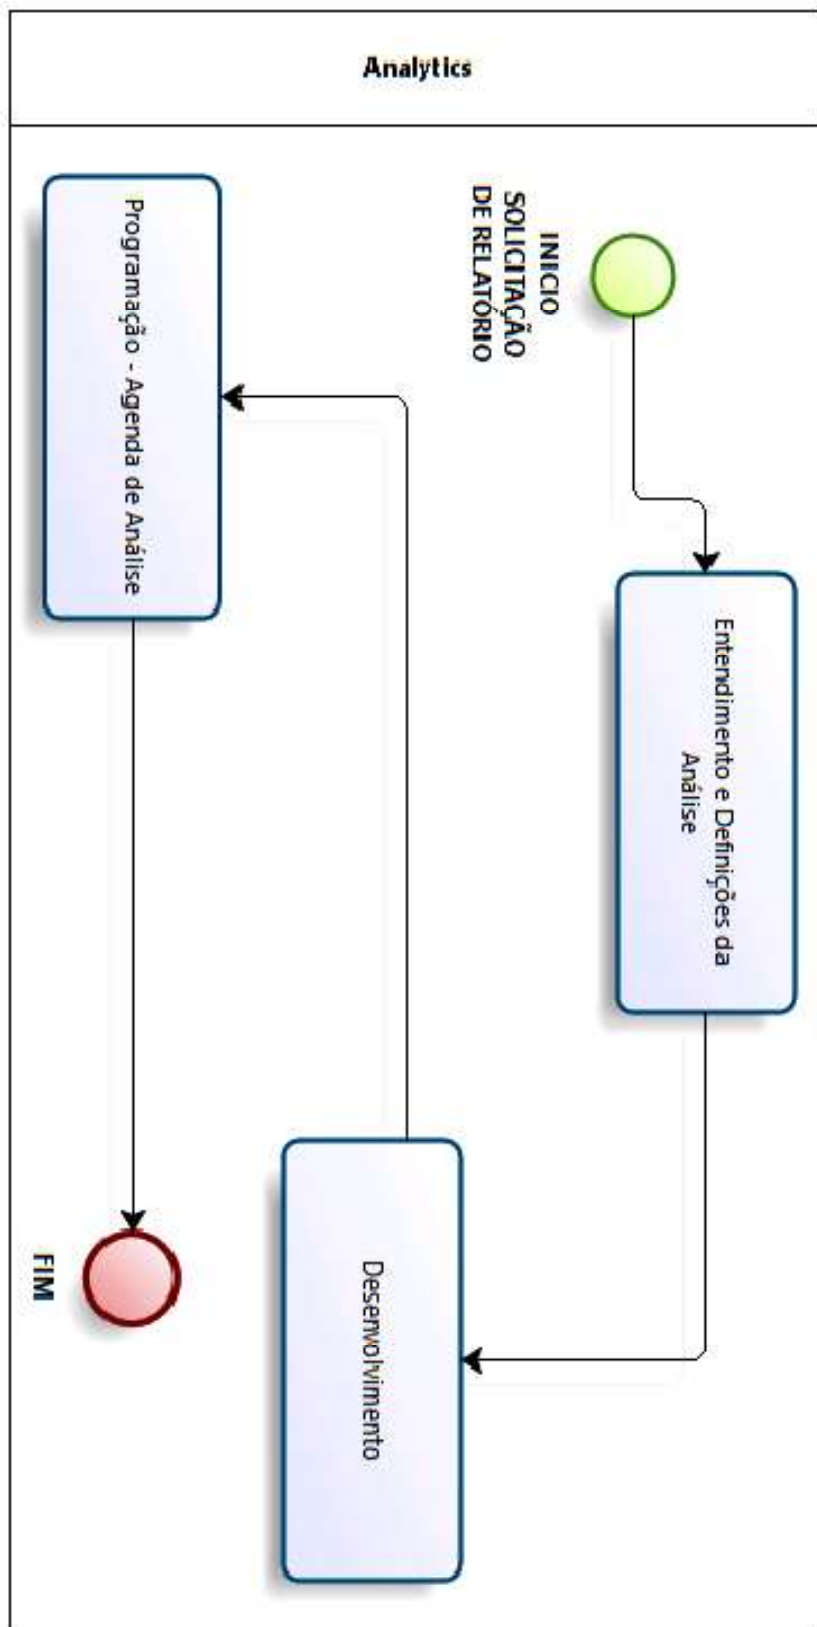 Analytics
INICIO
SOLICITAÇÃO
DE RELATÓRIO
Entendimento e Definições da
Análise
Desenvolvimento
Programação - Agenda de Análise
FIM